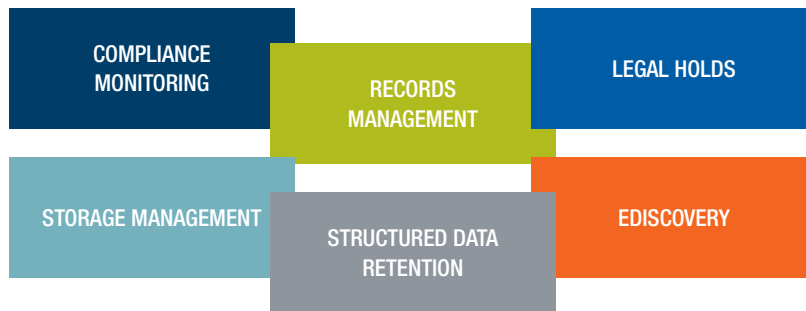 COMPLIANCE
MONITORING
RECORDS
MANAGEMENT
LEGAL HOLDS
STORAGE MANAGEMENT
STRUCTURED DATA
RETENTION
EDISCOVERY